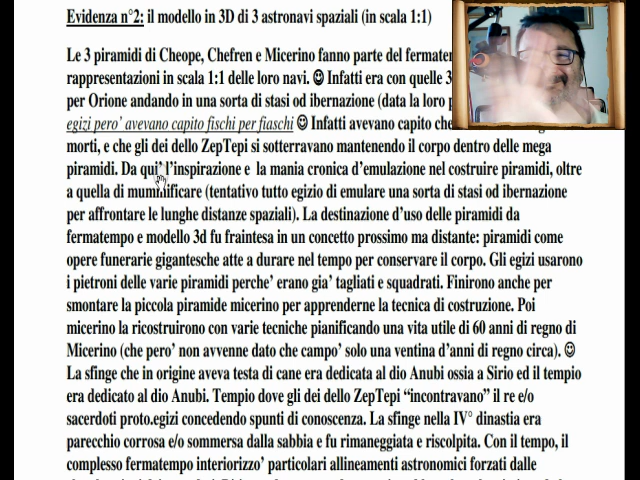 Evidenza n°2: il modello in 3D di 3 astronavi spaziali (in scala 1:1)
Le 3 piramidi di Cheope, Chefren e Micerino fanno parte del
rappresentazioni in scala 1:1 delle loro navi. ☺ Infatti era con quelle 3
per Orione andando in una sorta di stasi od ibernazione (data la loro
egizi pero' avevano capito fischi per fiaschi ☺ Infatti avevano capito che
morti, e che gli dei dello ZepTepi si sotterravano mantenendo il corpo dentro delle mega
piramidi. Da qui' l'inspirazione e la mania cronica d'emulazione nel costruire piramidi, oltre
a quella di mummificare (tentativo tutto egizio di emulare una sorta di stasi od ibernazione
per affrontare le lunghe distanze spaziali). La destinazione d'uso delle piramidi da
fermatempo e modello 3d fu fraintesa in un concetto prossimo ma distante: piramidi come
opere funerarie gigantesche atte a durare nel tempo per conservare il corpo. Gli egizi usarono
i pietroni delle varie piramidi perche' erano gia' tagliati e squadrati. Finirono anche per
smontare la piccola piramide micerino per apprenderne la tecnica di costruzione. Poi
micerino la ricostruirono con varie tecniche pianificando una vita utile di 60 anni di regno di
Micerino (che pero' non avvenne dato che campo' solo una ventina d'anni di regno circa). ☺
La sfinge che in origine aveva testa di cane era dedicata al dio Anubi ossia a Sirio ed il tempio
era dedicato al dio Anubi. Tempio dove gli dei dello ZepTepi "incontravano" il re e/o
sacerdoti proto.egizi concedendo spunti di conoscenza. La sfinge nella IV° dinastia era
parecchio corrosa e/o sommersa dalla sabbia e fu rimaneggiata e riscolpita. Con il tempo, il
complesso fermatempo interiorizzo' particolari allineamenti astronomici forzati dalle